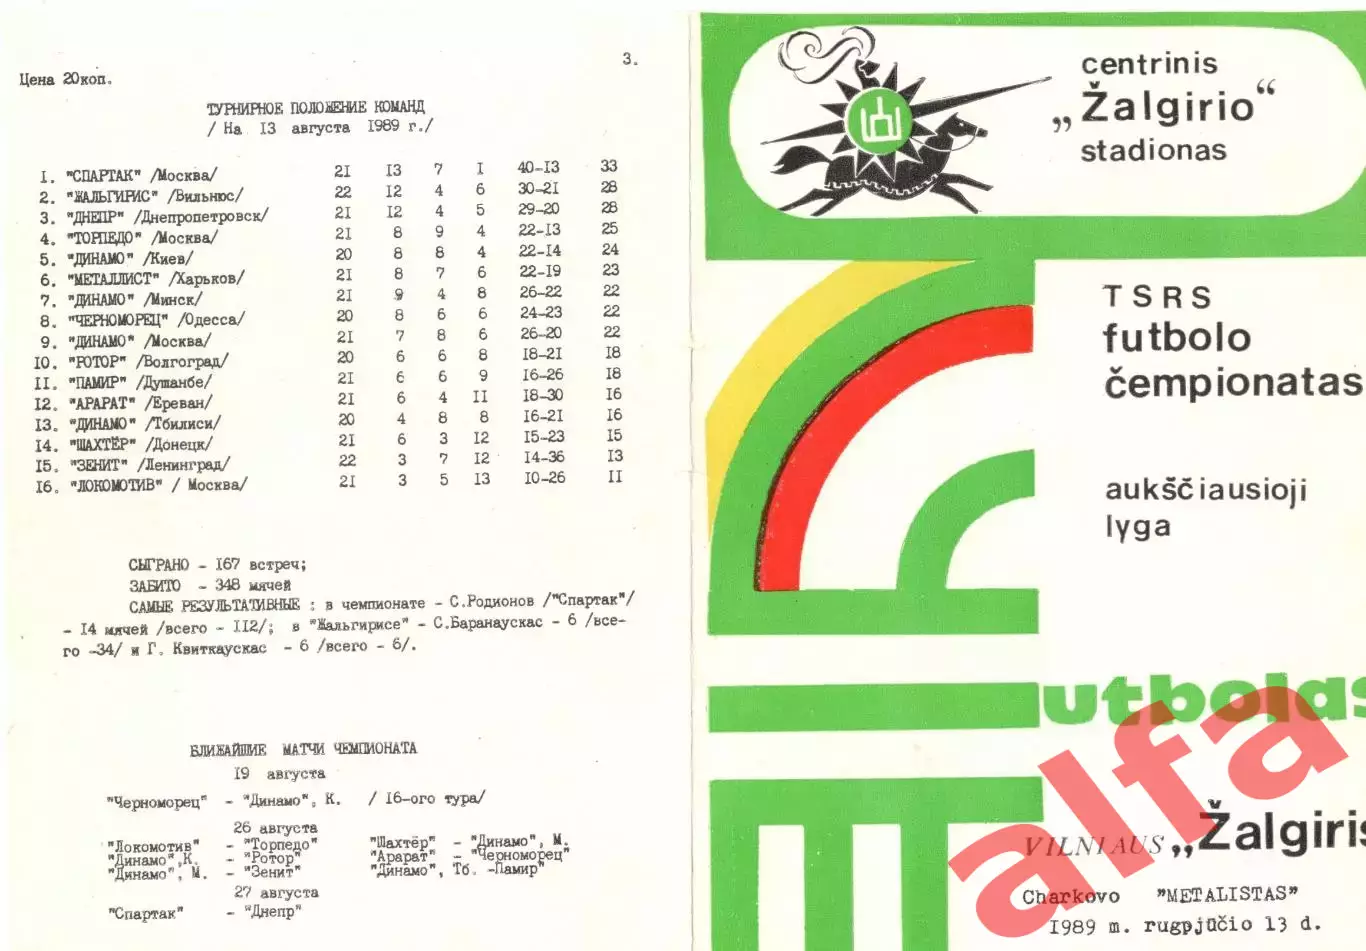 3.
Цена 20коп.
ТУРНИРНОЕ ПОЛОЖЕНИЕ КОМАНД
/ На 13 августа 1989 г./
1. "СПАРТАК" /Москва/ 21 13 7 1 40-13 33
2. "ЖАЛЬГИРИС" /Вильнюс/ 22 12 4 6 30-21 28
3. "ДНЕПР" /Днепропетровск/ 21 12 4 5 29-20 28
4. "ТОРПЕДО" /Москва/ 21 8 9 4 22-13 25
5. "ДИНАМО" /Киев/ 20 8 8 4 22-14 24
6. "МЕТАЛЛИСТ" /Харьков/ 21 8 7 6 22-19 23
7. "ДИНАМО" /Минск/ 21 9 4 8 26-22 22
8. "ЧЕРНОМОРЕЦ" /Одесса/ 20 8 6 6 24-23 22
9. "ДИНАМО" /Москва/ 21 7 8 6 26-20 22
10. "РОТОР" /Волгоград/ 20 6 6 8 18-21 18
11. "ПАМИР" /Душанбе/ 21 6 6 9 16-26 18
12. "АРАРАТ" /Ереван/ 21 6 4 11 18-30 16
13. "ДИНАМО" /Тбилиси/ 20 4 8 8 16-21 16
14. "ШАХТЁР" /Донецк/ 21 6 3 12 15-23 15
15. "ЗЕНИТ" /Ленинград/ 22 3 7 12 14-36 13
16. "ЛОКОМОТИВ" / Москва/ 21 3 5 13 10-26 11
СЫГРАНО - 167 встреч;
ЗАБИТО - 348 мячей
САМЫЕ РЕЗУЛЬТАТИВНЫЕ : в чемпионате - С.Родионов /"Спартак"/
- 14 мячей /всего - 112/; в "Жальгирисе" - С.Баранаускас - 6 /все-
го -34/ и Г. Квиткаускас - 6 /всего - 6/.
БЛИЖАЙШИЕ МАТЧИ ЧЕМПИОНАТА
19 августа
"Черноморец" - "Динамо", К. / 16-ого тура/
26 августа
"Локомотив" - "Торпедо" "Шахтёр" - "Динамо", М.
"Динамо",К. - "Ротор" "Арарат" - "Черноморец"
"Динамо", М. - "Зенит" "Динамо", Тб. -Памир"
27 августа
"Спартак" - "Днепр"
centrinis
„Žalgirio“
stadionas
TSRS
futbolo
čempionatas
aukščiausioji
lyga
utbolas
VILNIAUS „Žalgiris
Charkovo "METALISTAS"
1989 m. rugpjūčio 13 d.
alfa